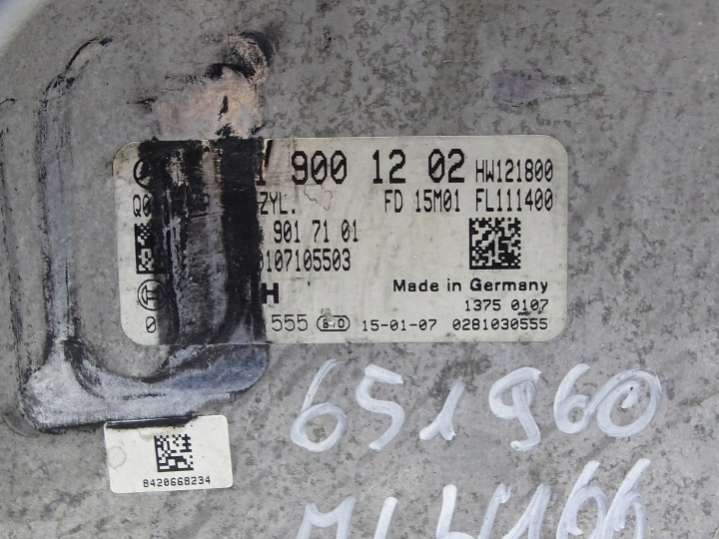 900 12 02 HW121800
ZYL. FD 15M01 FL111400
901 71 01
0107105503
H Made in Germany
1375 0107
0 555 15-01-07 0281030555
651960
8420668234